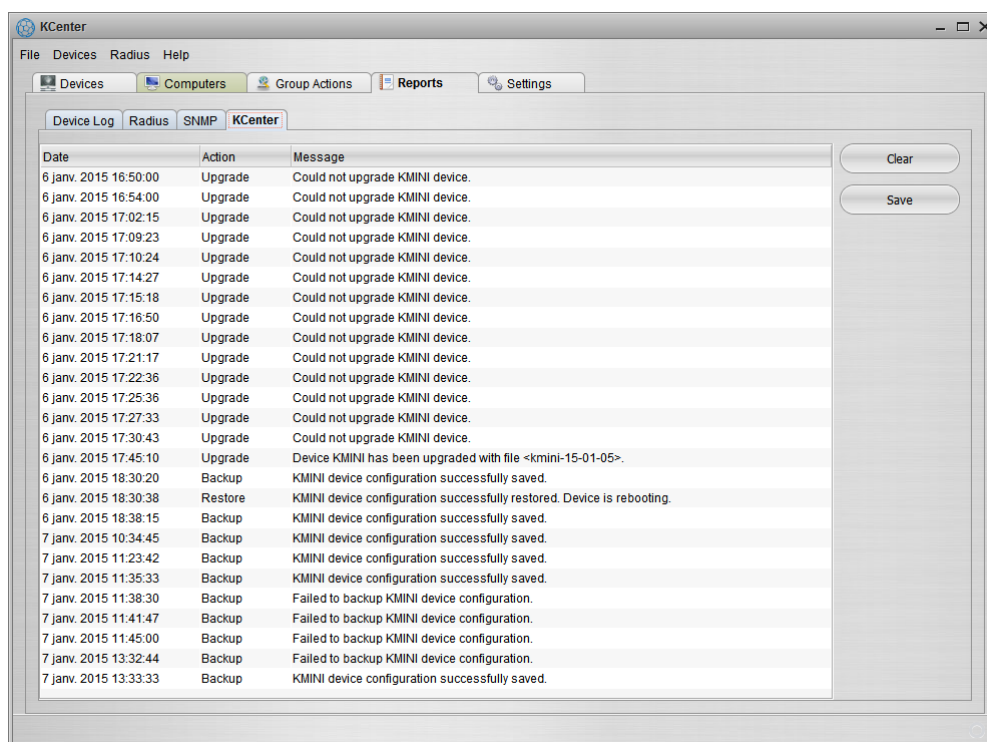 KCenter
File Devices Radius Help
Devices Computers Group Actions Reports Settings
Device Log Radius SNMP KCenter
Date Action Message
6 janv. 2015 16:50:00 Upgrade Could not upgrade KMINI device.
6 janv. 2015 16:54:00 Upgrade Could not upgrade KMINI device.
6 janv. 2015 17:02:15 Upgrade Could not upgrade KMINI device.
6 janv. 2015 17:09:23 Upgrade Could not upgrade KMINI device.
6 janv. 2015 17:10:24 Upgrade Could not upgrade KMINI device.
6 janv. 2015 17:14:27 Upgrade Could not upgrade KMINI device.
6 janv. 2015 17:15:18 Upgrade Could not upgrade KMINI device.
6 janv. 2015 17:16:50 Upgrade Could not upgrade KMINI device.
6 janv. 2015 17:18:07 Upgrade Could not upgrade KMINI device.
6 janv. 2015 17:21:17 Upgrade Could not upgrade KMINI device.
6 janv. 2015 17:22:36 Upgrade Could not upgrade KMINI device.
6 janv. 2015 17:25:36 Upgrade Could not upgrade KMINI device.
6 janv. 2015 17:27:33 Upgrade Could not upgrade KMINI device.
6 janv. 2015 17:30:43 Upgrade Could not upgrade KMINI device.
6 janv. 2015 17:45:10 Upgrade Device KMINI has been upgraded with file <kmini-15-01-05>.
6 janv. 2015 18:30:20 Backup KMINI device configuration successfully saved.
6 janv. 2015 18:30:38 Restore KMINI device configuration successfully restored. Device is rebooting.
6 janv. 2015 18:38:15 Backup KMINI device configuration successfully saved.
7 janv. 2015 10:34:45 Backup KMINI device configuration successfully saved.
7 janv. 2015 11:23:42 Backup KMINI device configuration successfully saved.
7 janv. 2015 11:35:33 Backup KMINI device configuration successfully saved.
7 janv. 2015 11:38:30 Backup Failed to backup KMINI device configuration.
7 janv. 2015 11:41:47 Backup Failed to backup KMINI device configuration.
7 janv. 2015 11:45:00 Backup Failed to backup KMINI device configuration.
7 janv. 2015 13:32:44 Backup Failed to backup KMINI device configuration.
7 janv. 2015 13:33:33 Backup KMINI device configuration successfully saved.
Clear
Save